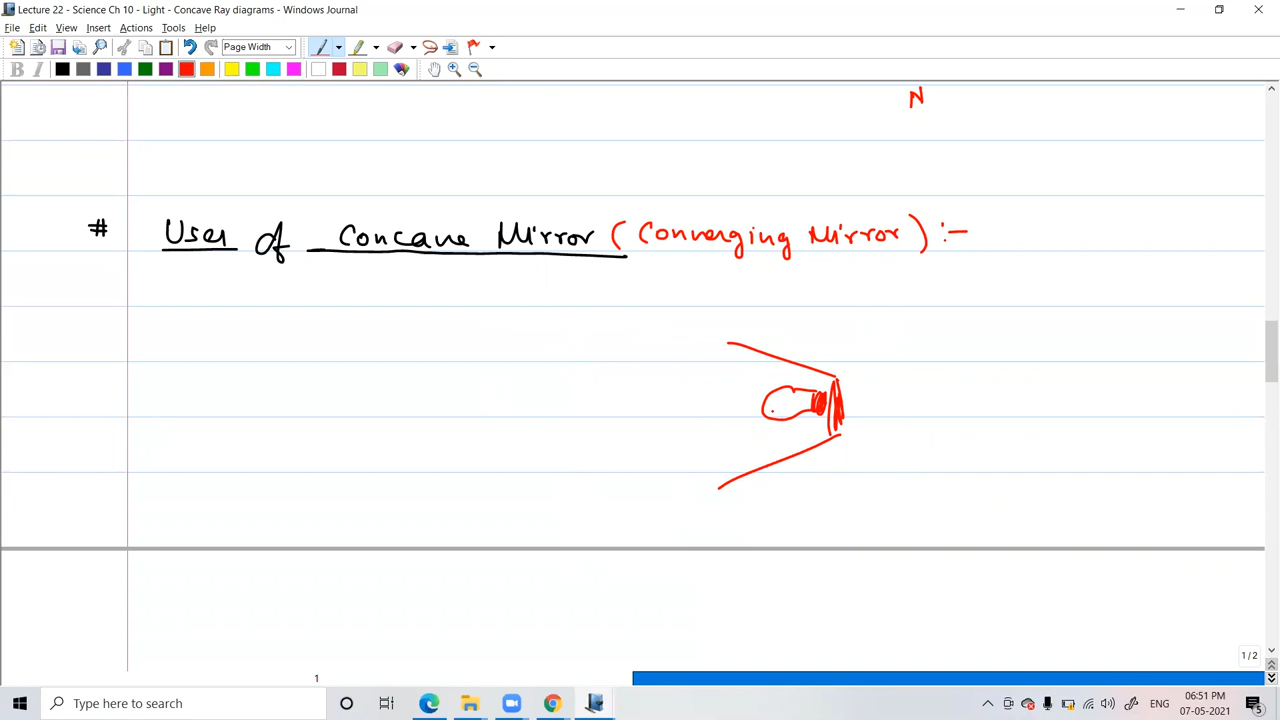 Lecture 22 - Science Ch 10 - Light - Concave Ray diagrams - Windows Journal
File Edit View Insert Actions Tools Help
Page Width
B I
N
# Uses of Concave Mirror (Converging Mirror) :-
1/2
1
Type here to search
ENG
06:51 PM
07-05-2021
5